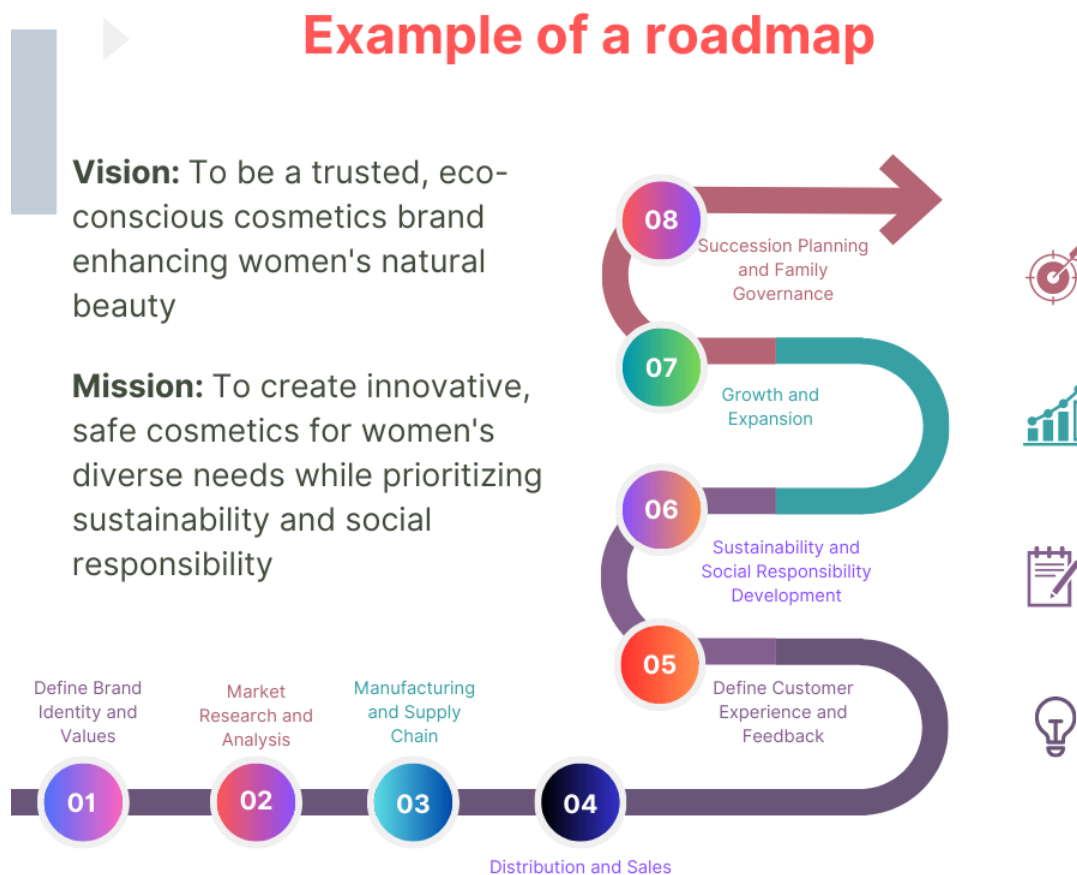 Example of a roadmap
Vision: To be a trusted, eco-
conscious cosmetics brand
enhancing women's natural
beauty
Mission: To create innovative,
safe cosmetics for women's
diverse needs while prioritizing
sustainability and social
responsibility
01
Define Brand
Identity and
Values
02
Market
Research and
Analysis
03
Manufacturing
and Supply
Chain
04
Distribution and Sales
05
Define Customer
Experience and
Feedback
06
Sustainability and
Social Responsibility
Development
07
Growth and
Expansion
08
Succession Planning
and Family
Governance